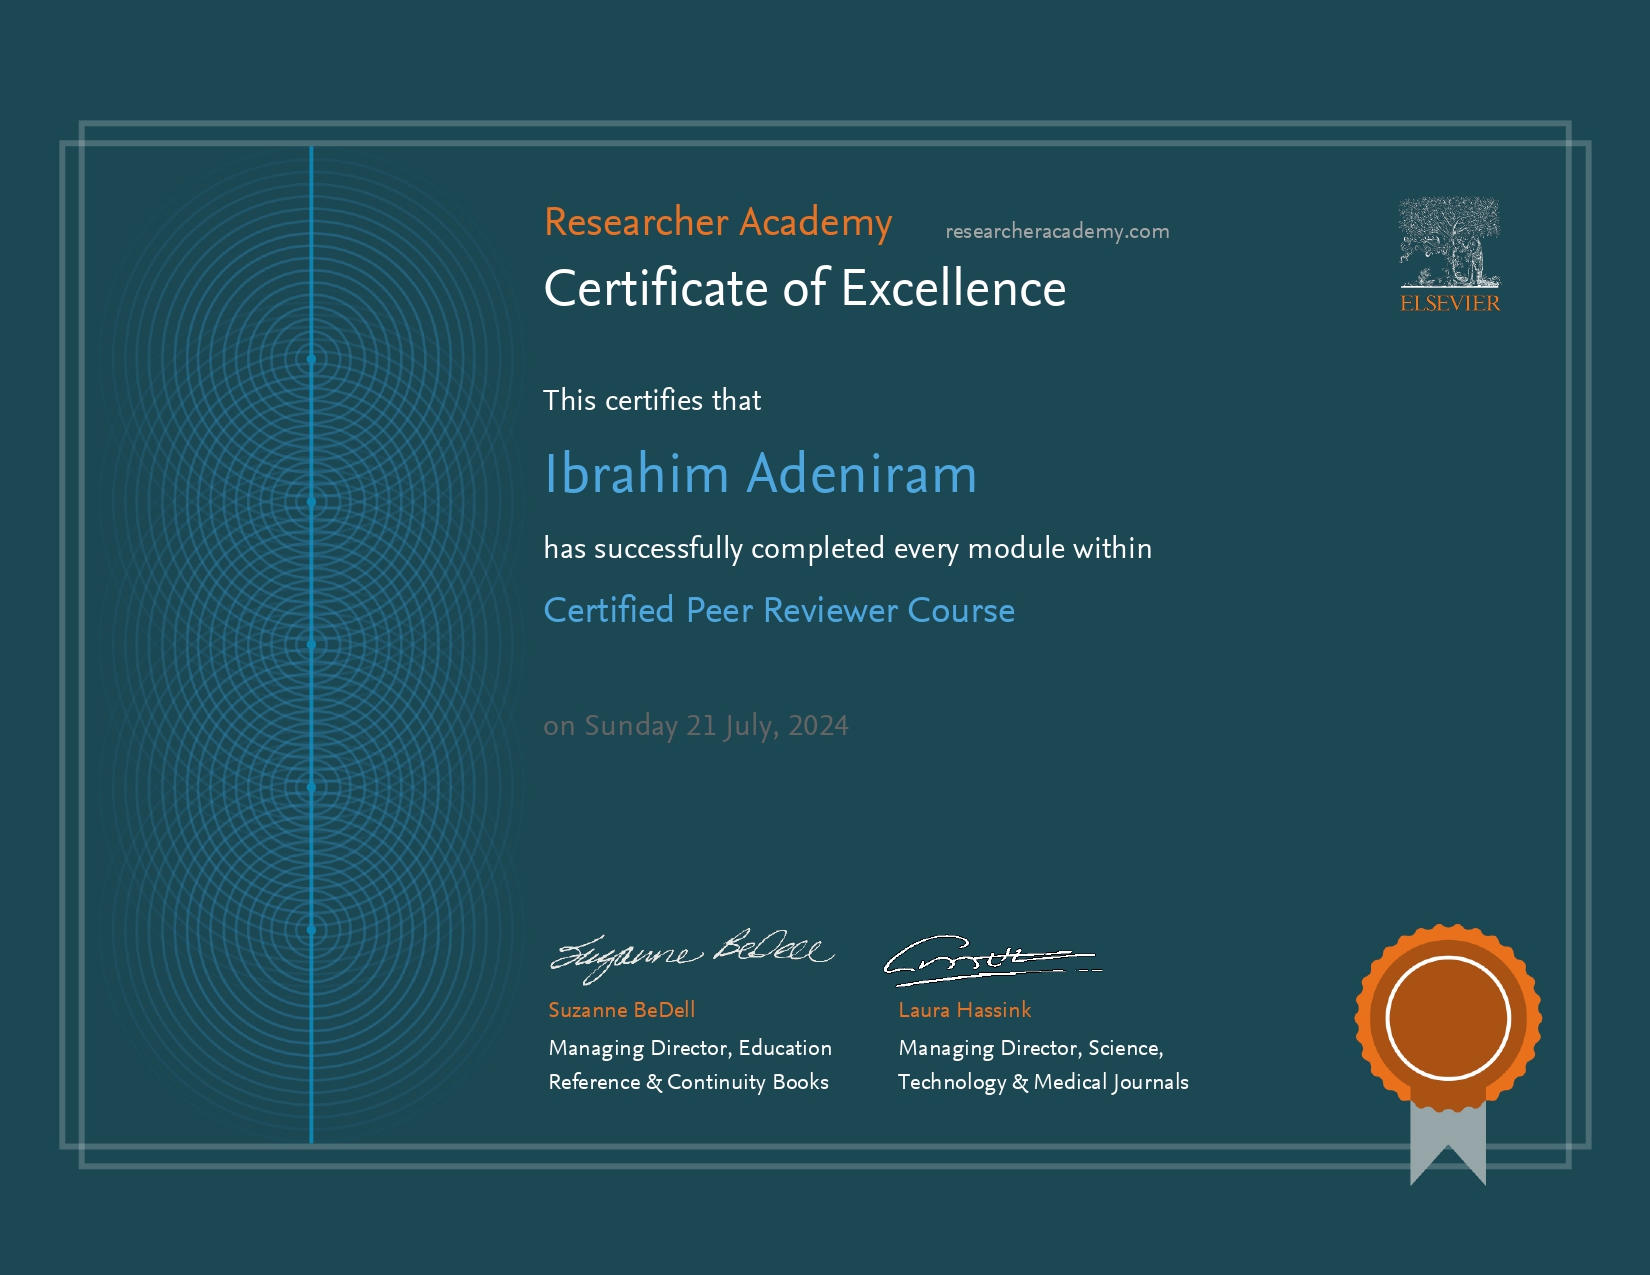 Researcher Academy researcheracademy.com
Certificate of Excellence
ELSEVIER
This certifies that
Ibrahim Adeniram
has successfully completed every module within
Certified Peer Reviewer Course
on Sunday 21 July, 2024
Suzanne BeDell
Suzanne BeDell
Managing Director, Education
Reference & Continuity Books
Laura Hassink
Managing Director, Science,
Technology & Medical Journals